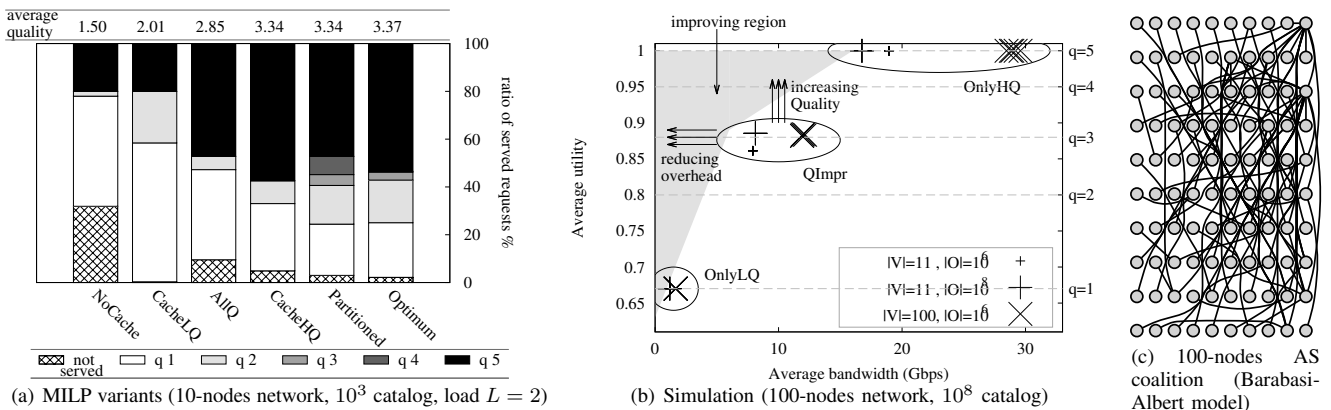 average
quality
1.50 2.01 2.85 3.34 3.34 3.37
100
80
60
40
20
0
ratio of served requests %
NoCache
CacheLQ
AllQ
CacheHQ
Partitioned
Optimum
not
served
q 1
q 2
q 3
q 4
q 5
(a) MILP variants (10-nodes network, 10³ catalog, load L = 2)
improving region
1
0.95
0.9
0.85
0.8
0.75
0.7
0.65
Average utility
q=5
q=4
q=3
q=2
q=1
OnlyHQ
increasing
Quality
reducing
overhead
QImpr
OnlyLQ
|V|=11 , |O|=10⁶
|V|=11 , |O|=10⁸
|V|=100, |O|=10⁶
0 10 20 30
Average bandwidth (Gbps)
(b) Simulation (100-nodes network, 10⁸ catalog)
(c) 100-nodes AS
coalition (Barabasi-
Albert model)